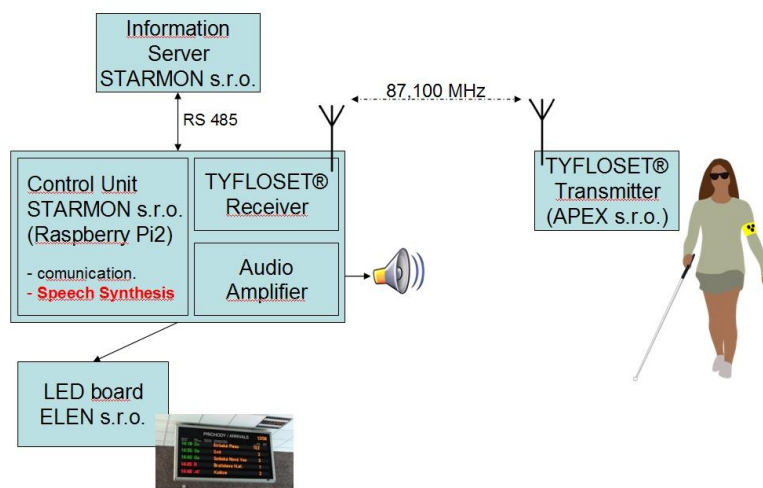 Information
Server
STARMON s.r.o.
87,100 MHz
RS 485
Control Unit
STARMON s.r.o.
(Raspberry Pi2)
- comunication.
- Speech Synthesis
TYFLOSET®
Receiver
Audio
Amplifier
TYFLOSET®
Transmitter
(APEX s.r.o.)
LED board
ELEN s.r.o.
PRÍCHODY / ARRIVALS